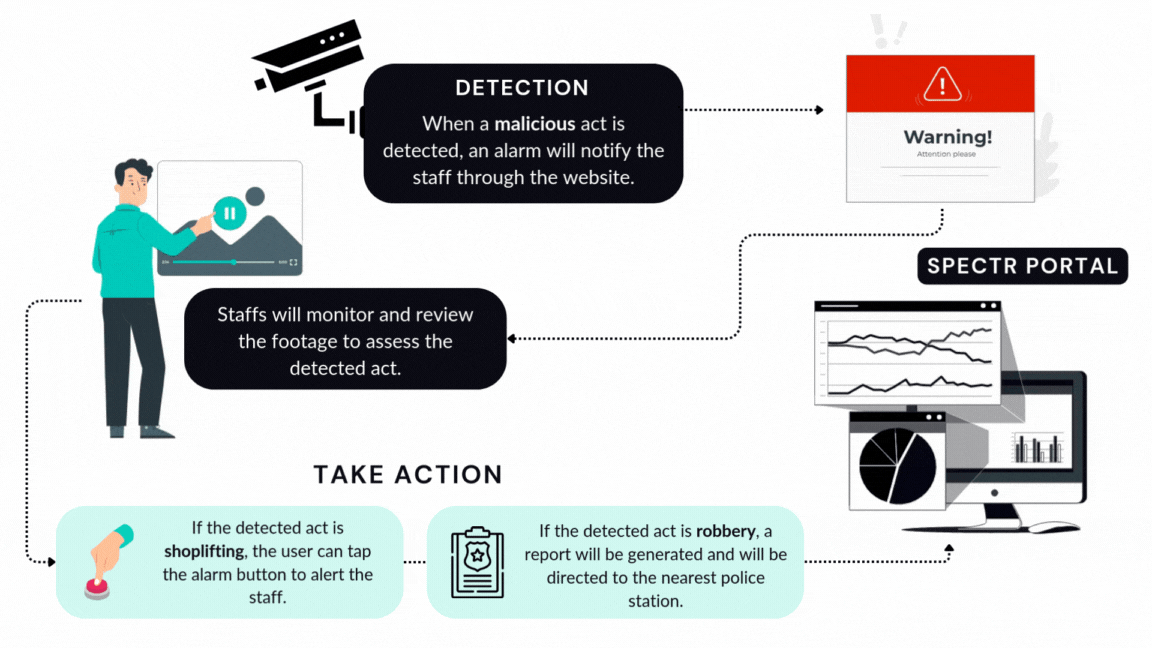 DETECTION
When a malicious act is
detected, an alarm will notify the
staff through the website.
Warning!
Attention please
SPECTR PORTAL
Staffs will monitor and review
the footage to assess the
detected act.
TAKE ACTION
If the detected act is
shoplifting, the user can tap
the alarm button to alert the
staff.
If the detected act is robbery, a
report will be generated and will be
directed to the nearest police
station.